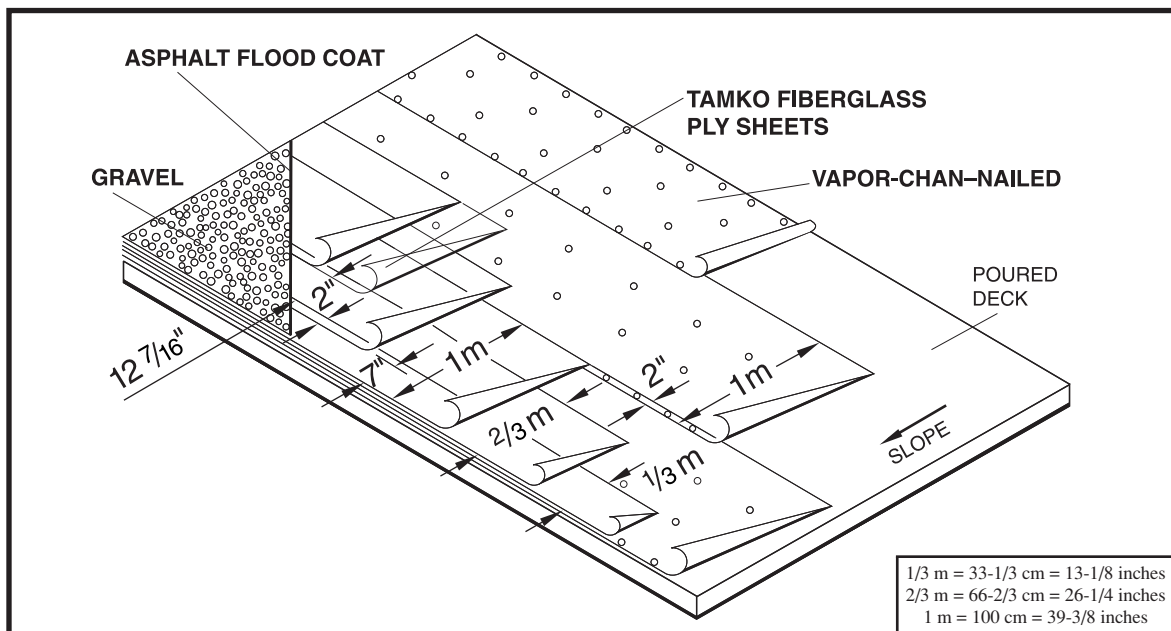 ASPHALT FLOOD COAT
TAMKO FIBERGLASS
PLY SHEETS
GRAVEL
VAPOR-CHAN–NAILED
POURED
DECK
2"
12 7/16"
7"
1m
2"
1m
2/3 m
1/3 m
SLOPE
1/3 m = 33-1/3 cm = 13-1/8 inches
2/3 m = 66-2/3 cm = 26-1/4 inches
1 m = 100 cm = 39-3/8 inches